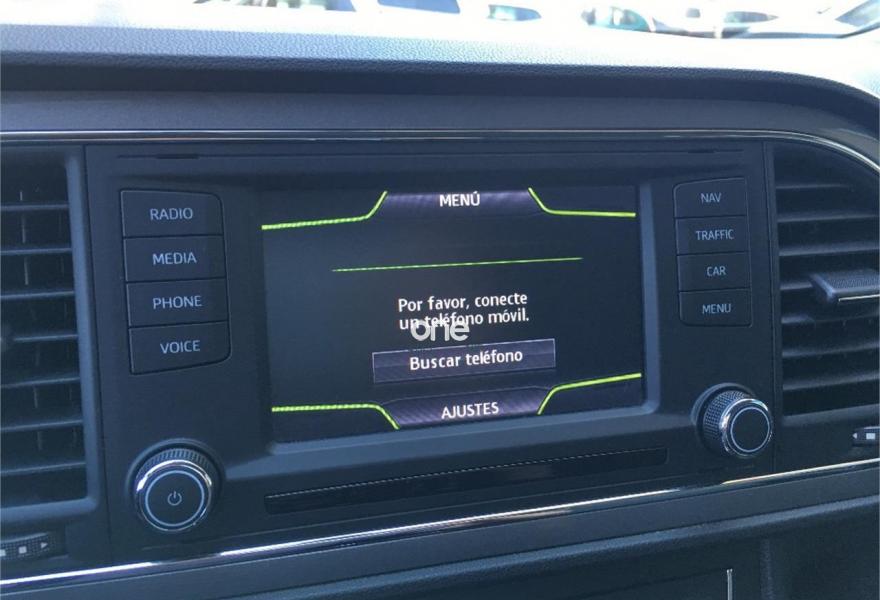 RADIO
MEDIA
PHONE
VOICE
MENÚ
Por favor, conecte
un teléfono móvil.
one
Buscar teléfono
AJUSTES
NAV
TRAFFIC
CAR
MENU